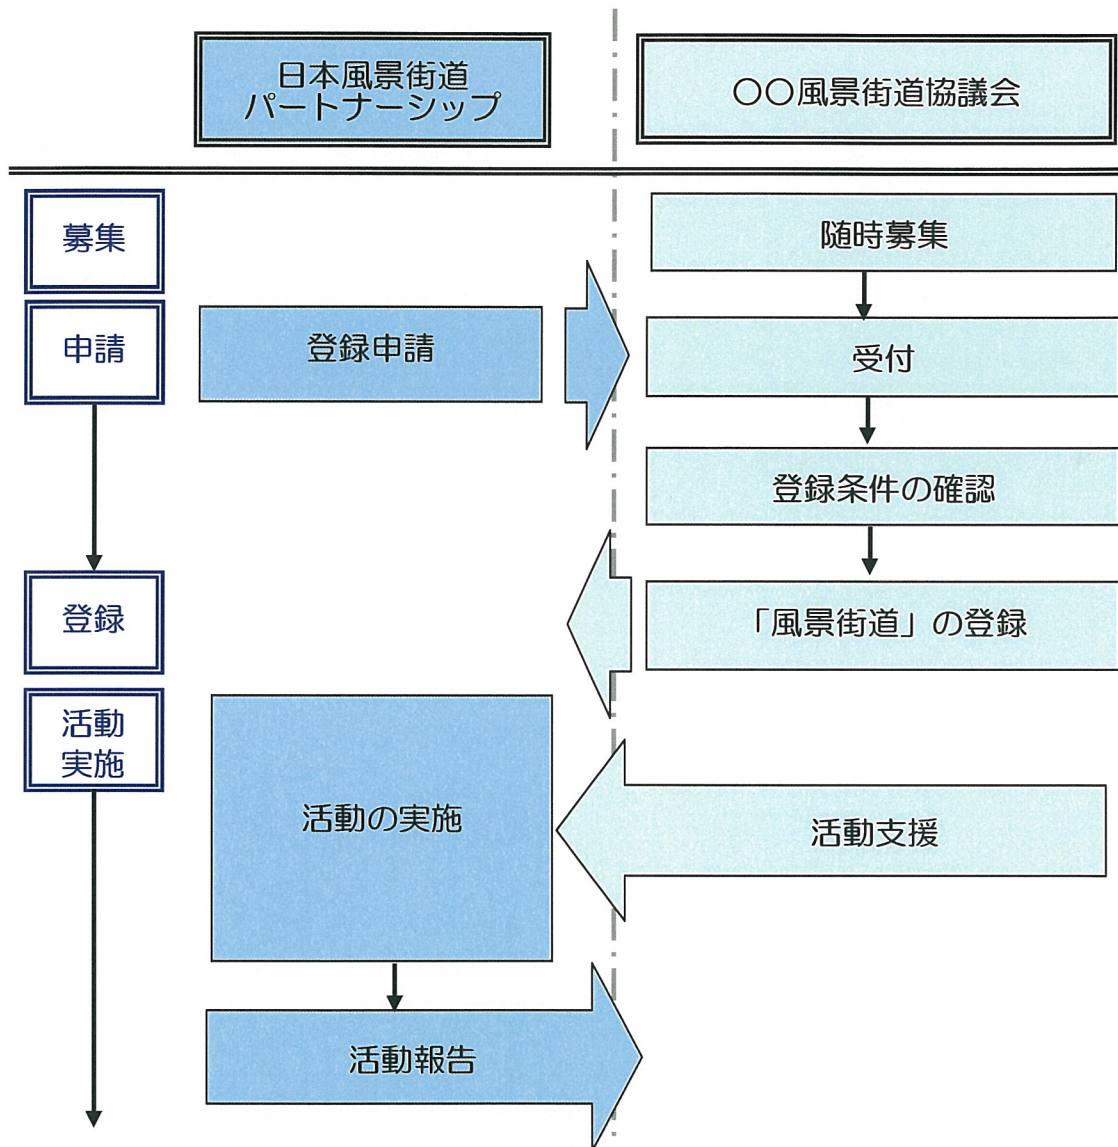 日本風景街道
パートナーシップ
〇〇風景街道協議会
募集
随時募集
申請
登録申請
受付
登録条件の確認
登録
「風景街道」の登録
活動
実施
活動の実施
活動支援
活動報告